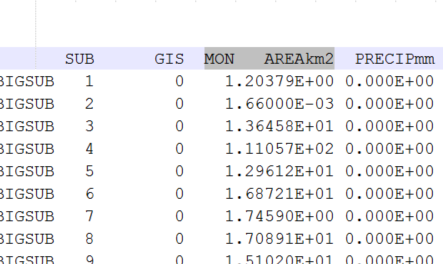 SUB GIS MON AREAkm2 PRECIPmm
BIGSUB 1 0 1.20379E+00 0.000E+00
BIGSUB 2 0 1.66000E-03 0.000E+00
BIGSUB 3 0 1.36458E+01 0.000E+00
BIGSUB 4 0 1.11057E+02 0.000E+00
BIGSUB 5 0 1.29612E+01 0.000E+00
BIGSUB 6 0 1.68721E+01 0.000E+00
BIGSUB 7 0 1.74590E+00 0.000E+00
BIGSUB 8 0 1.70891E+01 0.000E+00
BIGSUB 9 0 1.51020E+01 0.000E+00